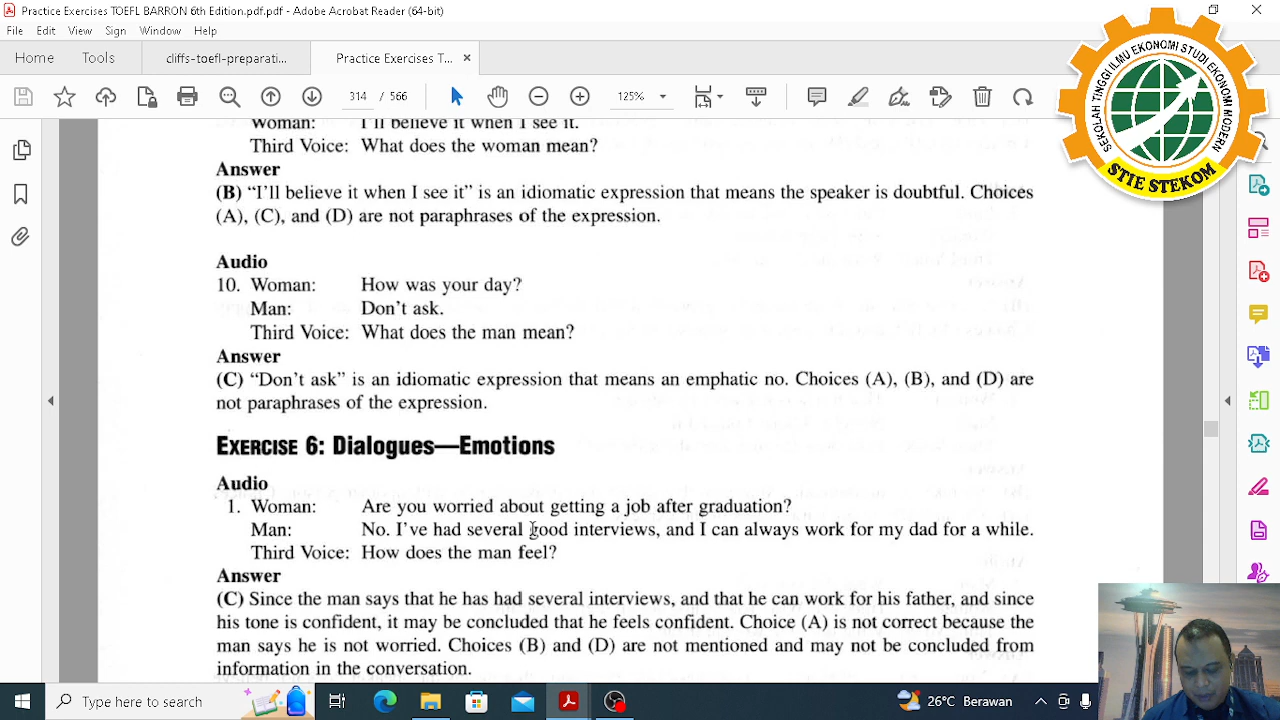 Practice Exercises TOEFL BARRON 6th Edition.pdf.pdf - Adobe Acrobat Reader (64-bit)
File Edit View Sign Window Help
Home Tools cliffs-toefl-preparati... Practice Exercises T... ×
314 / 566 125%
SEKOLAH TINGGI ILMU EKONOMI STUDI EKONOMI MODERN
STIE STEKOM
Woman: I'll believe it when I see it.
Third Voice: What does the woman mean?
Answer
(B) “I'll believe it when I see it” is an idiomatic expression that means the speaker is doubtful. Choices
(A), (C), and (D) are not paraphrases of the expression.
Audio
10. Woman: How was your day?
Man: Don't ask.
Third Voice: What does the man mean?
Answer
(C) “Don't ask” is an idiomatic expression that means an emphatic no. Choices (A), (B), and (D) are
not paraphrases of the expression.
EXERCISE 6: Dialogues—Emotions
Audio
1. Woman: Are you worried about getting a job after graduation?
Man: No. I've had several good interviews, and I can always work for my dad for a while.
Third Voice: How does the man feel?
Answer
(C) Since the man says that he has had several interviews, and that he can work for his father, and since
his tone is confident, it may be concluded that he feels confident. Choice (A) is not correct because the
man says he is not worried. Choices (B) and (D) are not mentioned and may not be concluded from
information in the conversation.
Type here to search
26°C Berawan